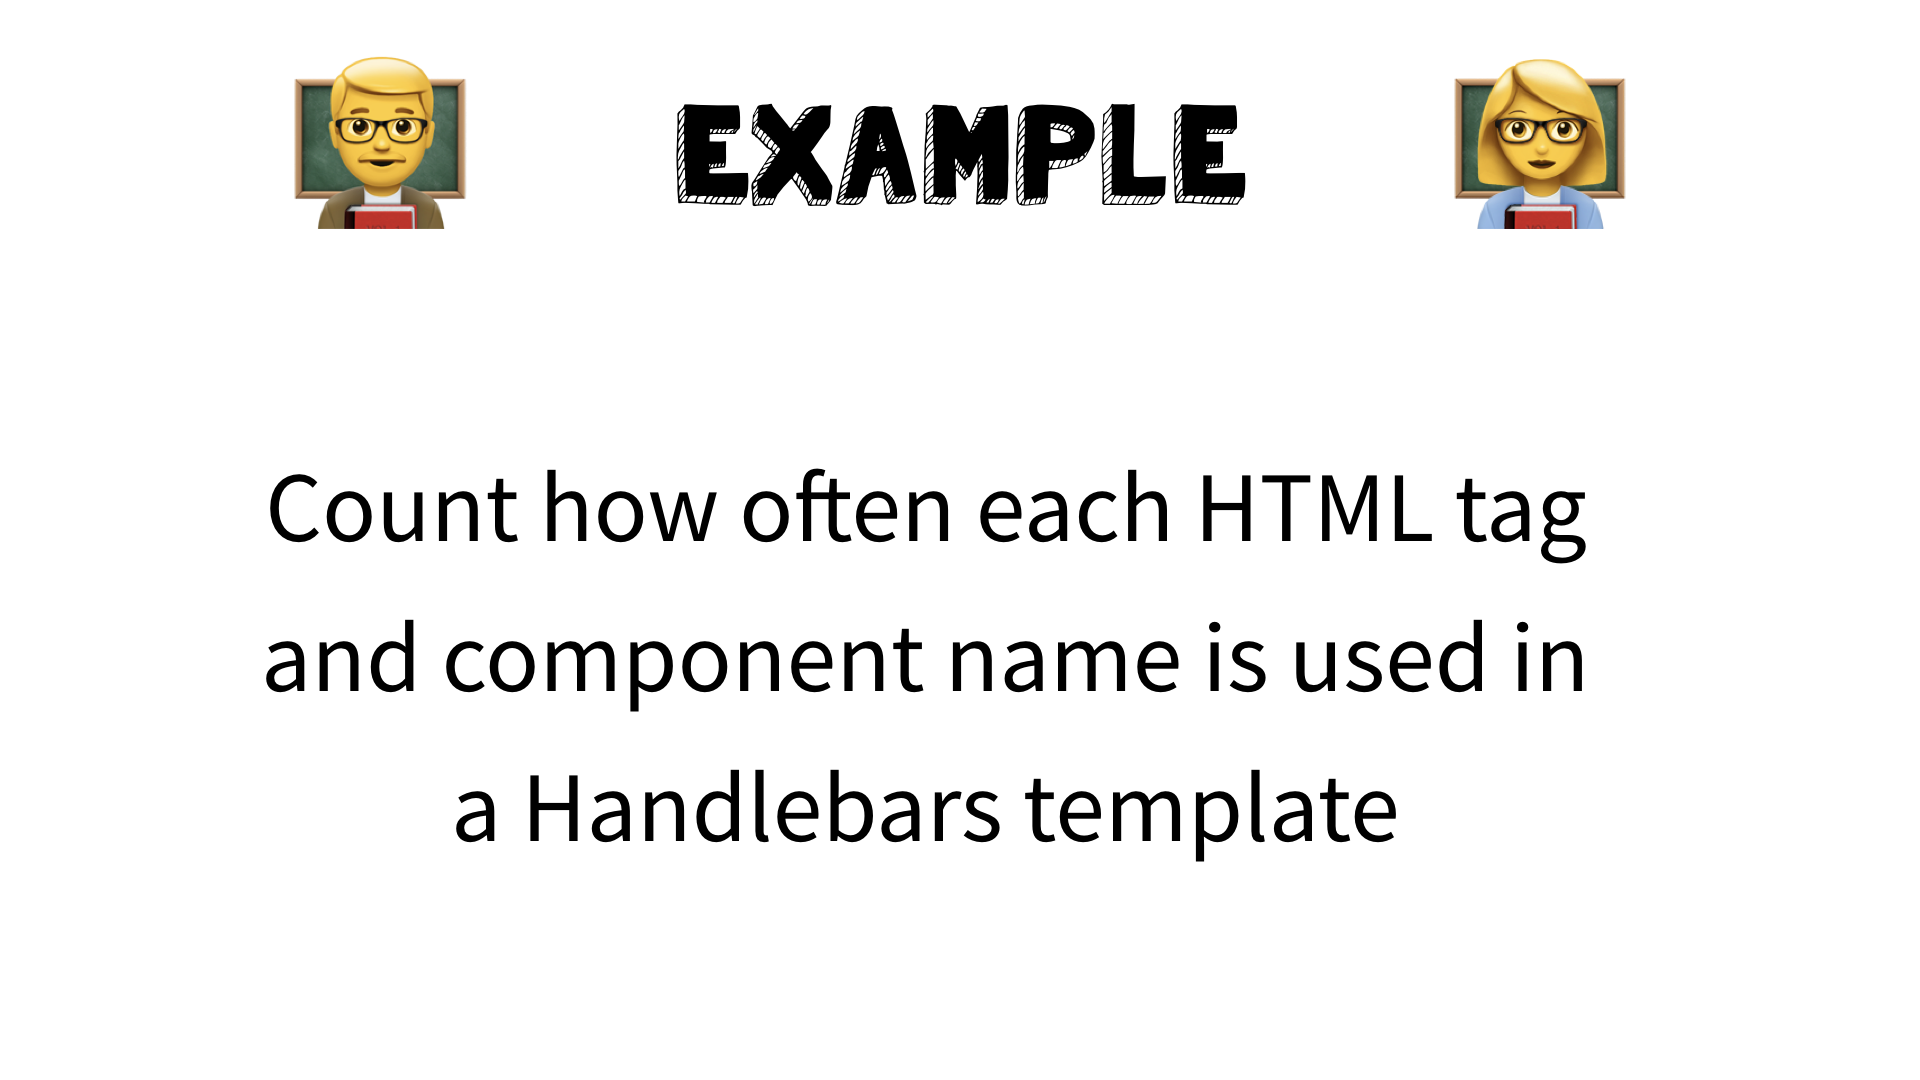 EXAMPLE
Count how often each HTML tag
and component name is used in
a Handlebars template